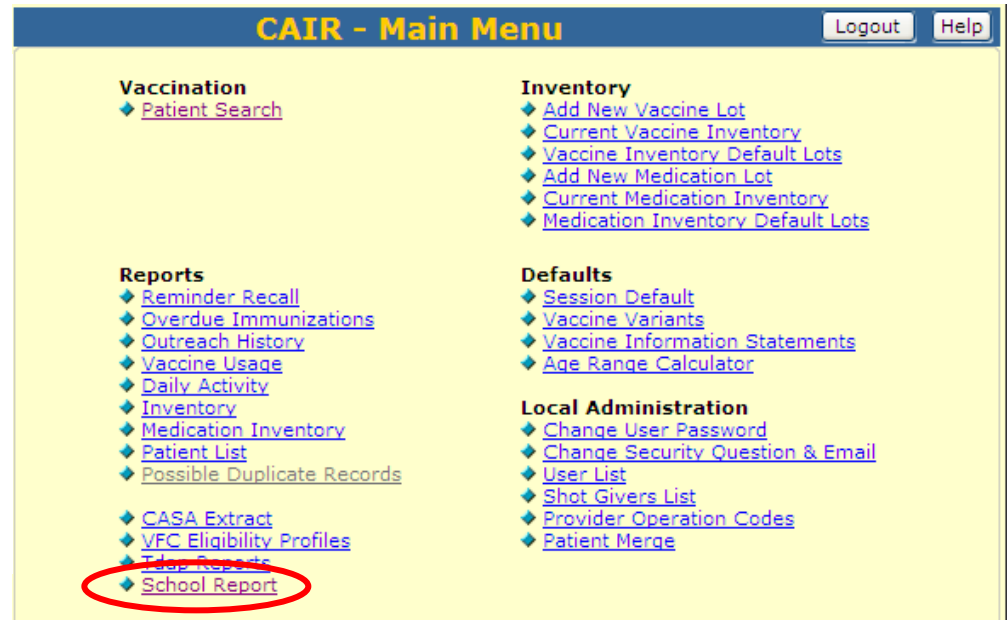 CAIR - Main Menu
Logout
Help
Vaccination
Patient Search
Inventory
Add New Vaccine Lot
Current Vaccine Inventory
Vaccine Inventory Default Lots
Add New Medication Lot
Current Medication Inventory
Medication Inventory Default Lots
Reports
Reminder Recall
Overdue Immunizations
Outreach History
Vaccine Usage
Daily Activity
Inventory
Medication Inventory
Patient List
Possible Duplicate Records
CASA Extract
VFC Eligibility Profiles
Tdap Reports
School Report
Defaults
Session Default
Vaccine Variants
Vaccine Information Statements
Age Range Calculator
Local Administration
Change User Password
Change Security Question & Email
User List
Shot Givers List
Provider Operation Codes
Patient Merge